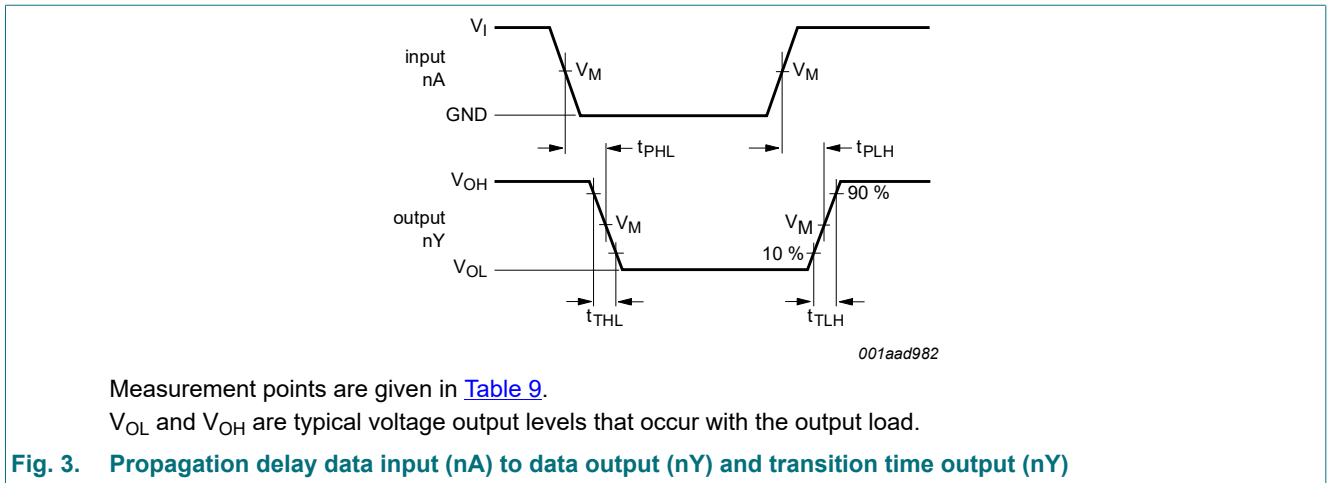 V_I
input
nA
V_M
V_M
GND
t_PHL
t_PLH
V_OH
90 %
output
nY
V_M
V_M
10 %
V_OL
t_THL
t_TLH
001aad982
Measurement points are given in Table 9.
V_OL and V_OH are typical voltage output levels that occur with the output load.
Fig. 3. Propagation delay data input (nA) to data output (nY) and transition time output (nY)